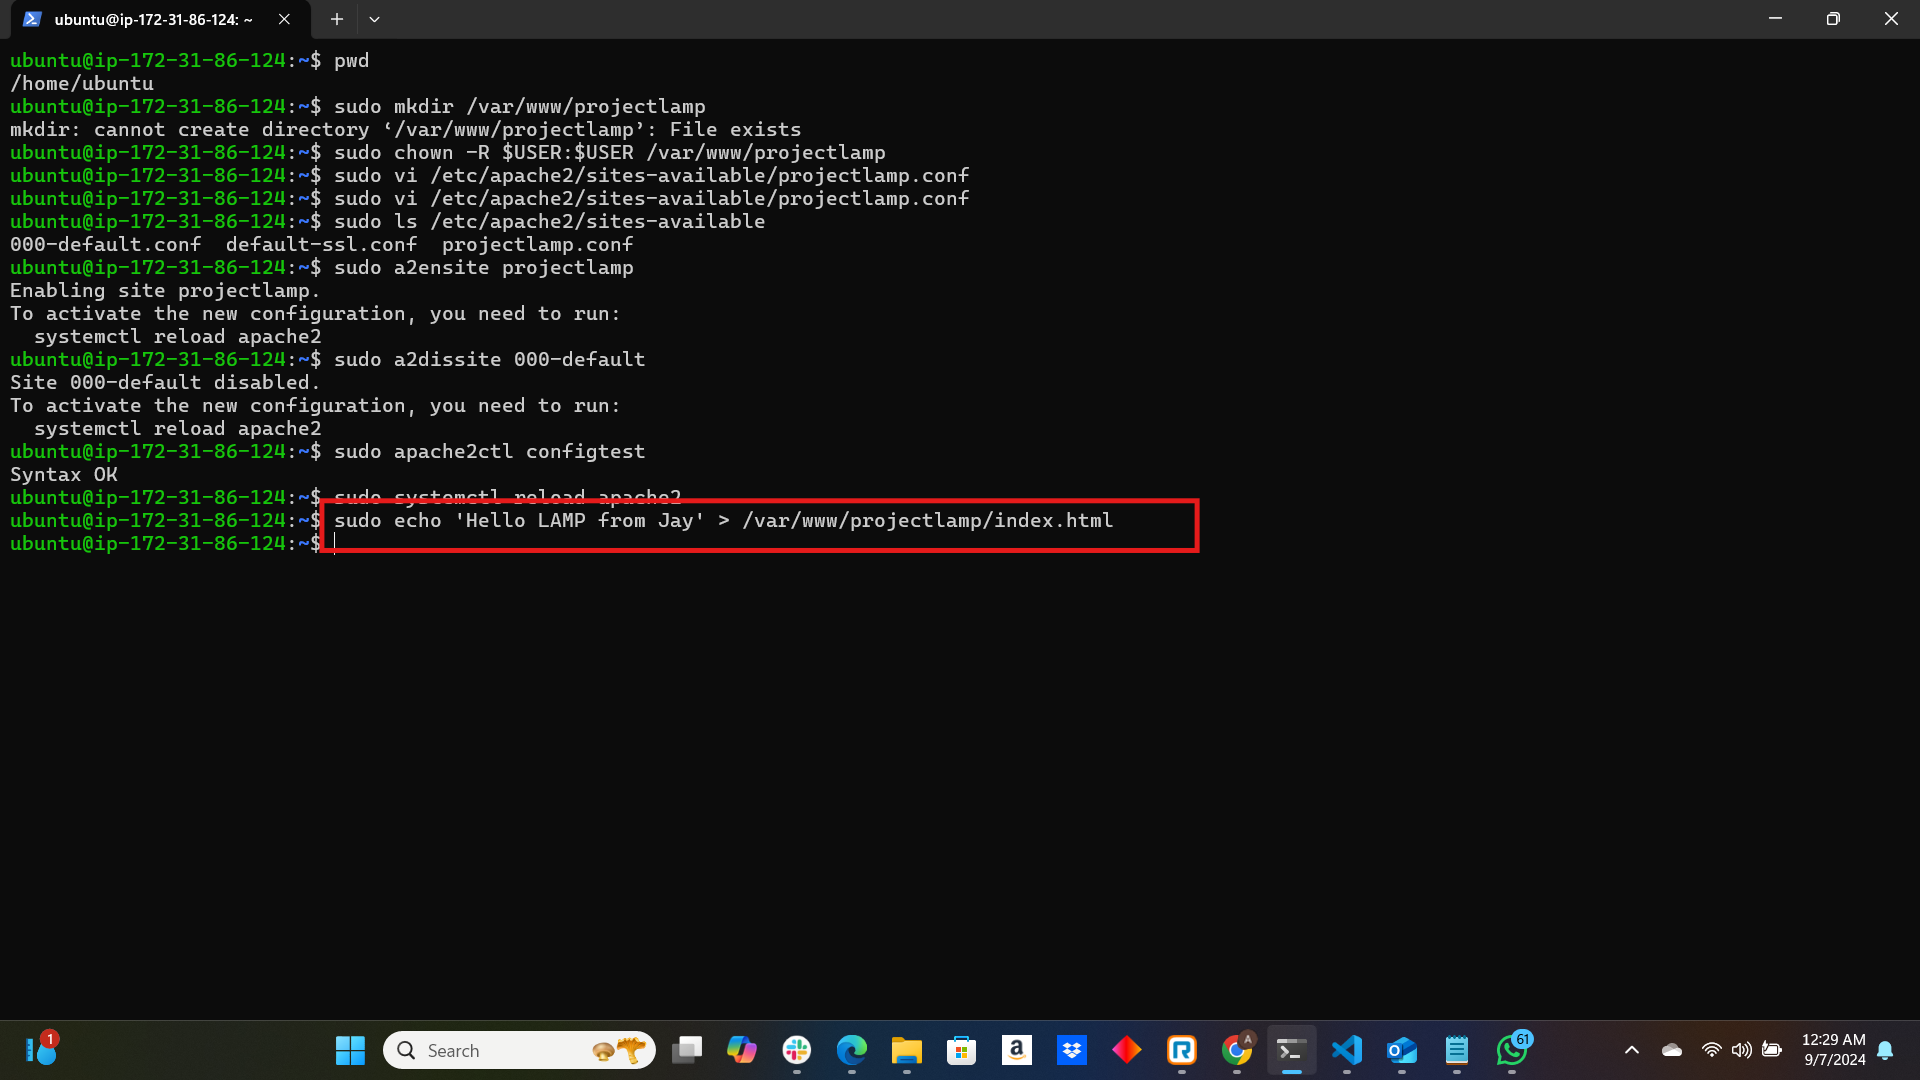 ubuntu@ip-172-31-86-124: ~
ubuntu@ip-172-31-86-124:~$ pwd
/home/ubuntu
ubuntu@ip-172-31-86-124:~$ sudo mkdir /var/www/projectlamp
mkdir: cannot create directory ‘/var/www/projectlamp’: File exists
ubuntu@ip-172-31-86-124:~$ sudo chown -R $USER:$USER /var/www/projectlamp
ubuntu@ip-172-31-86-124:~$ sudo vi /etc/apache2/sites-available/projectlamp.conf
ubuntu@ip-172-31-86-124:~$ sudo vi /etc/apache2/sites-available/projectlamp.conf
ubuntu@ip-172-31-86-124:~$ sudo ls /etc/apache2/sites-available
000-default.conf  default-ssl.conf  projectlamp.conf
ubuntu@ip-172-31-86-124:~$ sudo a2ensite projectlamp
Enabling site projectlamp.
To activate the new configuration, you need to run:
  systemctl reload apache2
ubuntu@ip-172-31-86-124:~$ sudo a2dissite 000-default
Site 000-default disabled.
To activate the new configuration, you need to run:
  systemctl reload apache2
ubuntu@ip-172-31-86-124:~$ sudo apache2ctl configtest
Syntax OK
ubuntu@ip-172-31-86-124:~$ sudo systemctl reload apache2
ubuntu@ip-172-31-86-124:~$ sudo echo 'Hello LAMP from Jay' > /var/www/projectlamp/index.html
ubuntu@ip-172-31-86-124:~$
1
Search
a
R
A
O
61
12:29 AM
9/7/2024